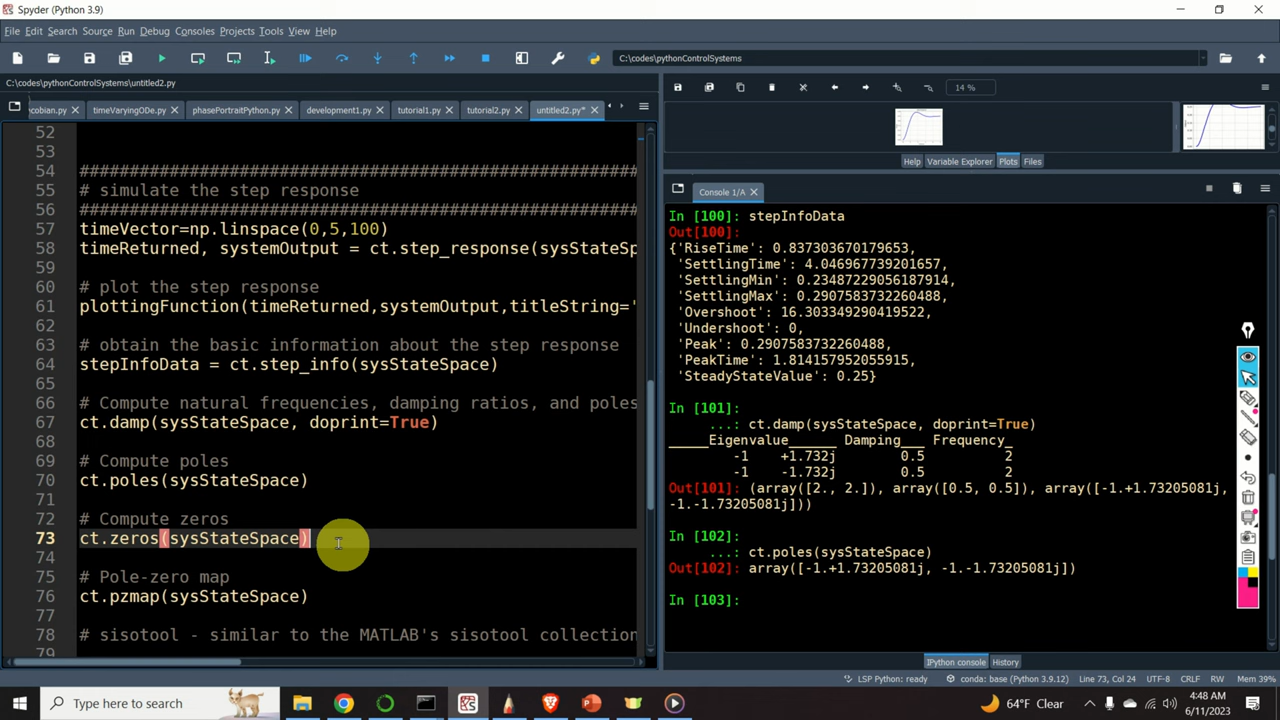 Spyder (Python 3.9)
File Edit Search Source Run Debug Consoles Projects Tools View Help
C:\codes\pythonControlSystems
C:\codes\pythonControlSystems\untitled2.py
cobian.py timeVaryingODe.py phasePortraitPython.py development1.py tutorial1.py tutorial2.py untitled2.py*
14 %
Help Variable Explorer Plots Files
Console 1/A
52
53
54 ##########################################################
55 # simulate the step response
56 ##########################################################
57 timeVector=np.linspace(0,5,100)
58 timeReturned, systemOutput = ct.step_response(sysStateSp
59
60 # plot the step response
61 plottingFunction(timeReturned,systemOutput,titleString='
62
63 # obtain the basic information about the step response
64 stepInfoData = ct.step_info(sysStateSpace)
65
66 # Compute natural frequencies, damping ratios, and poles
67 ct.damp(sysStateSpace, doprint=True)
68
69 # Compute poles
70 ct.poles(sysStateSpace)
71
72 # Compute zeros
73 ct.zeros(sysStateSpace)
74
75 # Pole-zero map
76 ct.pzmap(sysStateSpace)
77
78 # sisotool - similar to the MATLAB's sisotool collection
79
In [100]: stepInfoData
Out[100]:
{'RiseTime': 0.837303670179653,
'SettlingTime': 4.046967739201657,
'SettlingMin': 0.23487229056187914,
'SettlingMax': 0.2907583732260488,
'Overshoot': 16.303349290419522,
'Undershoot': 0,
'Peak': 0.2907583732260488,
'PeakTime': 1.814157952055915,
'SteadyStateValue': 0.25}
In [101]:
...: ct.damp(sysStateSpace, doprint=True)
_____Eigenvalue______ Damping___ Frequency_
-1 +1.732j 0.5 2
-1 -1.732j 0.5 2
Out[101]: (array([2., 2.]), array([0.5, 0.5]), array([-1.+1.73205081j,
-1.-1.73205081j]))
In [102]:
...: ct.poles(sysStateSpace)
Out[102]: array([-1.+1.73205081j, -1.-1.73205081j])
In [103]:
IPython console History
LSP Python: ready conda: base (Python 3.9.12) Line 73, Col 24 UTF-8 CRLF RW Mem 39%
Type here to search
64°F Clear
4:48 AM
6/11/2023